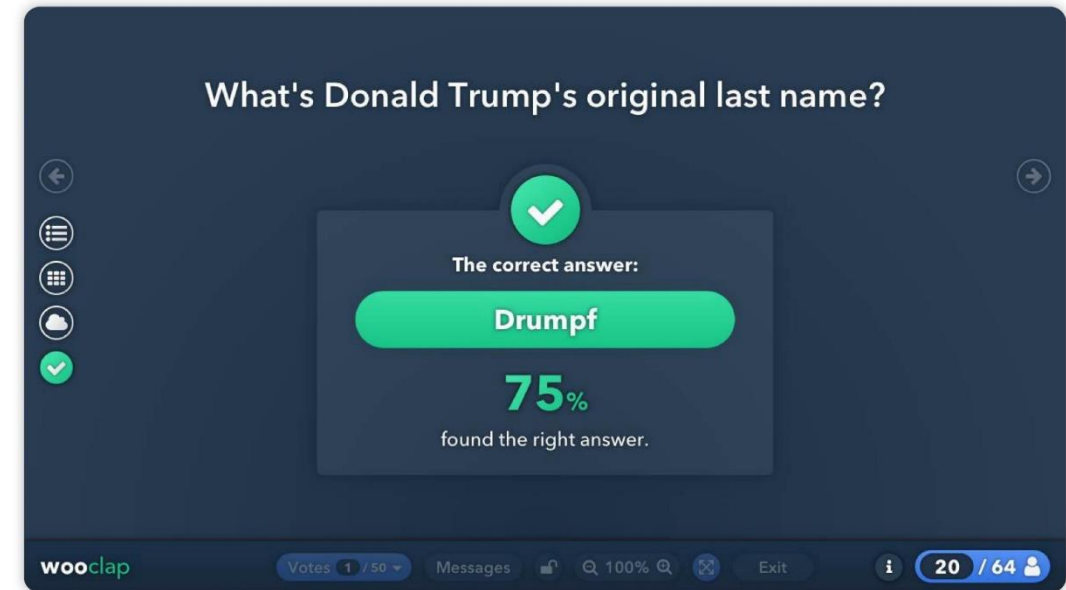 What's Donald Trump's original last name?
The correct answer:
Drumpf
75%
found the right answer.
wooclap
Votes 1 / 50
Messages
100%
Exit
i
20 / 64